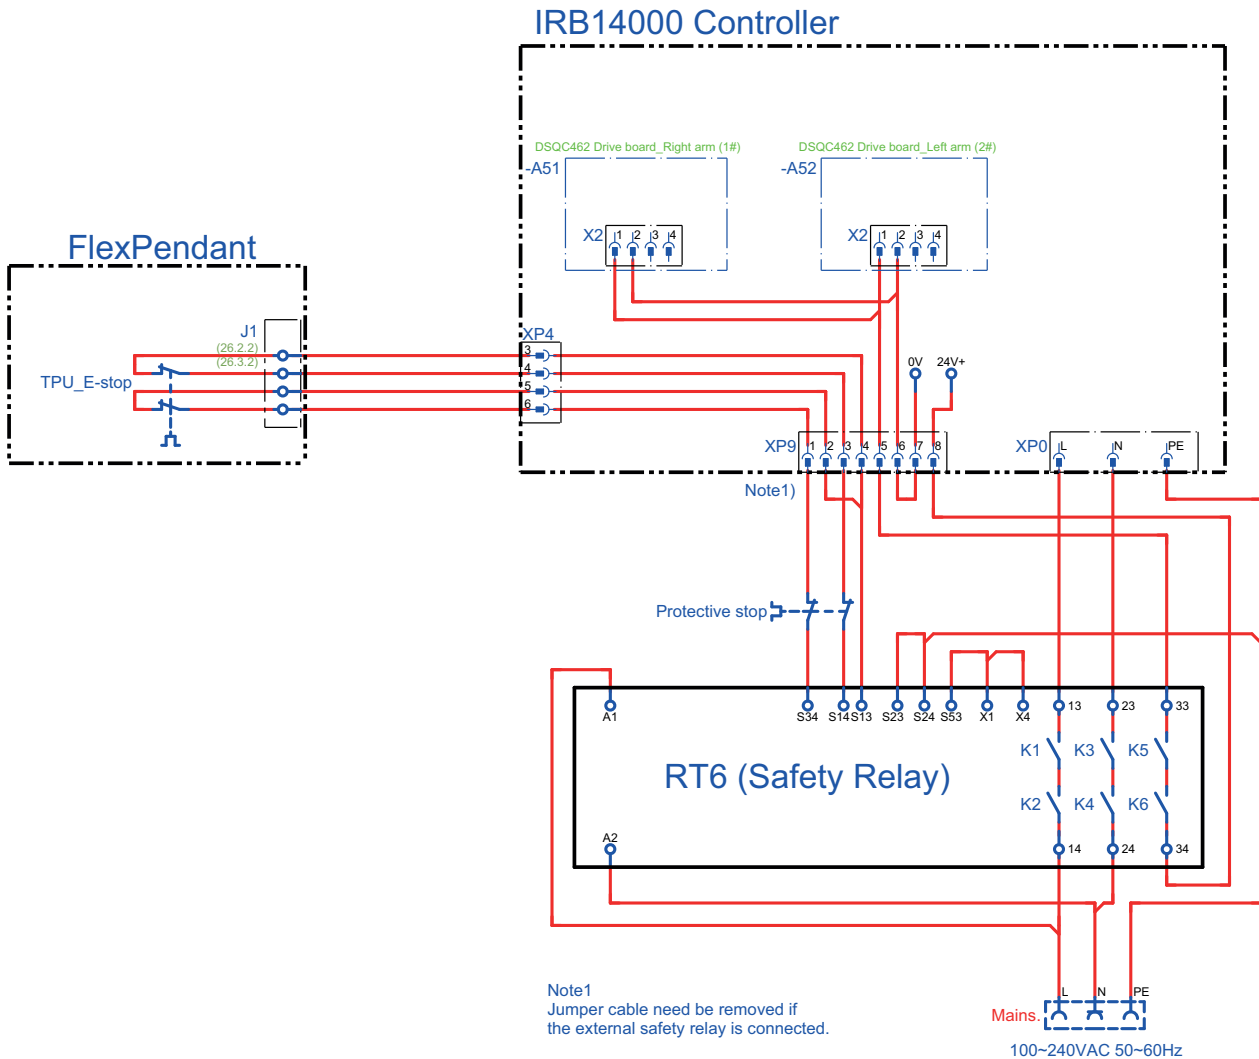 IRB14000 Controller
DSQC462 Drive board_Right arm (1#)
DSQC462 Drive board_Left arm (2#)
-A51
-A52
X2 1 2 3 4
X2 1 2 3 4
FlexPendant
J1
(26.2.2)
(26.3.2)
TPU_E-stop
XP4
3
4
5
6
0V 24V+
XP9 1 2 3 4 5 6 7 8
XP0 L N PE
Note1)
Protective stop
A1 S34 S14 S13 S23 S24 S53 X1 X4 13 23 33
K1 K3 K5
RT6 (Safety Relay)
K2 K4 K6
A2 14 24 34
Note1
Jumper cable need be removed if
the external safety relay is connected.
L N PE
Mains.
100~240VAC 50~60Hz